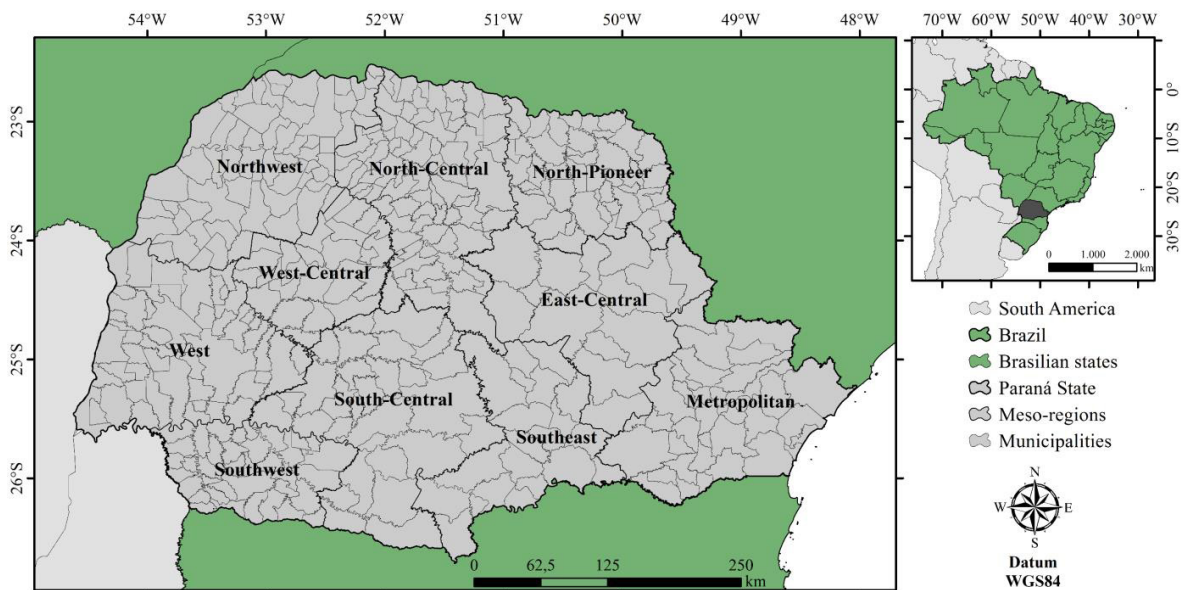 54°W 53°W 52°W 51°W 50°W 49°W 48°W
70°W 60°W 50°W 40°W 30°W
23°S
24°S
25°S
26°S
Northwest
North-Central
North-Pioneer
West-Central
East-Central
West
South-Central
Metropolitan
Southeast
Southwest
0 62,5 125 250
km
0°
10°S
20°S
30°S
0 1.000 2.000
km
South America
Brazil
Brasilian states
Paraná State
Meso-regions
Municipalities
N
W E
S
Datum
WGS84